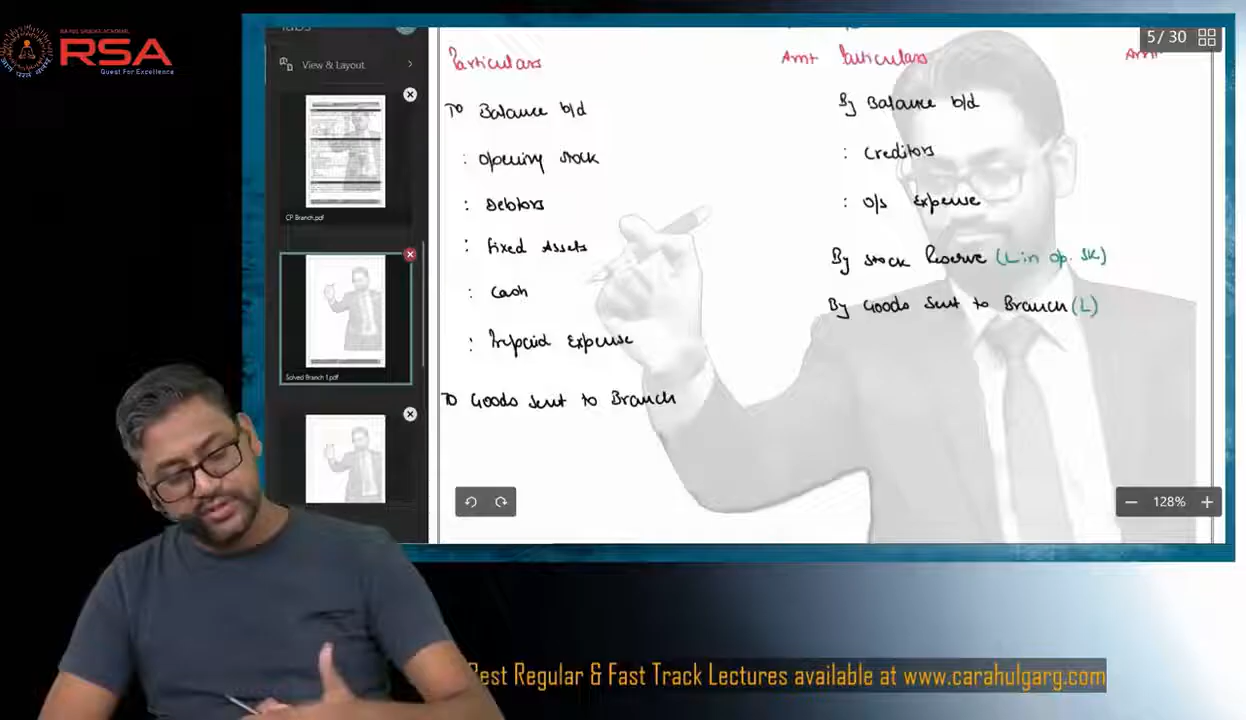 RSA
Quest For Excellence
View & Layout
CP Branch.pdf
Solved Branch 1.pdf
5 / 30
Particulars
Amt
Particulars
Amt
To Balance b/d
: Opening Stock
: Debtors
: Fixed Assets
: Cash
: Prepaid Expense
To Goods Sent to Branch
By Balance b/d
: Creditors
: O/s Expense
By Stock Reserve (L in op. SK)
By Goods Sent to Branch (L)
128%
Best Regular & Fast Track Lectures available at www.carahulgarg.com